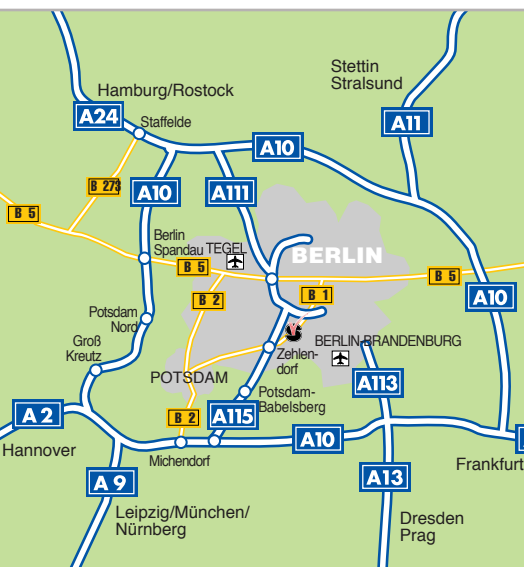 Stettin
Stralsund
Hamburg/Rostock
A24
Staffelde
A11
A10
B 273
A10
A111
B 5
Berlin
Spandau
TEGEL
BERLIN
B 5
B 5
B 2
B 1
A10
Potsdam
Nord
Groß
Kreutz
Zehlen-
dorf
BERLIN-BRANDENBURG
POTSDAM
A113
Potsdam-
Babelsberg
A 2
B 2
A115
A10
Hannover
Michendorf
Frankfurt
A 9
A13
Leipzig/München/
Nürnberg
Dresden
Prag